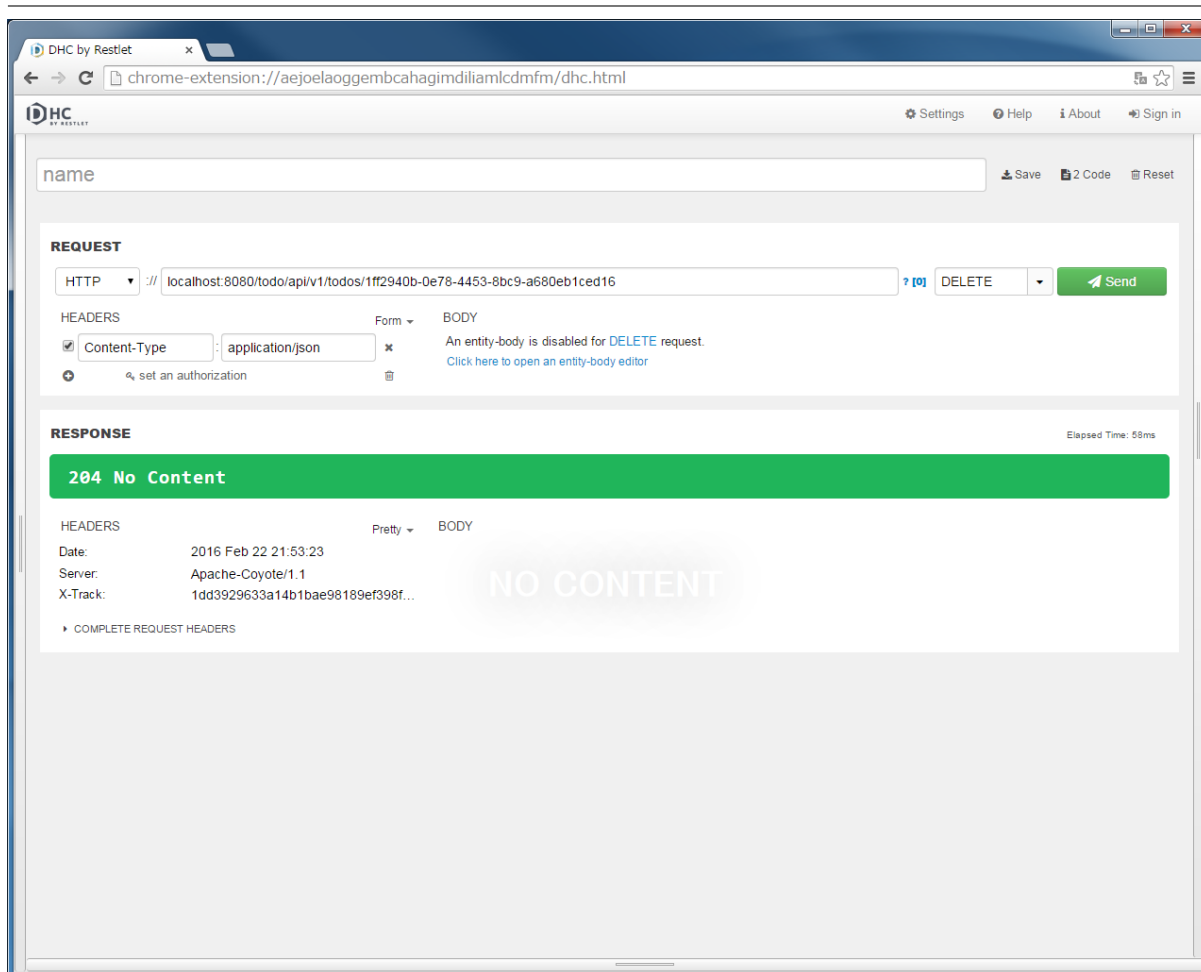 DHC by Restlet
chrome-extension://aejoelaoggembcahagimdiliamlcdmfm/dhc.html
DHC BY RESTLET
Settings Help About Sign in
name Save 2 Code Reset
REQUEST
HTTP :// localhost:8080/todo/api/v1/todos/1ff2940b-0e78-4453-8bc9-a680eb1ced16 ? [0] DELETE Send
HEADERS Form BODY
Content-Type : application/json An entity-body is disabled for DELETE request.
Click here to open an entity-body editor
set an authorization
RESPONSE Elapsed Time: 58ms
204 No Content
HEADERS Pretty BODY
Date: 2016 Feb 22 21:53:23
Server: Apache-Coyote/1.1
X-Track: 1dd3929633a14b1bae98189ef398f...
NO CONTENT
COMPLETE REQUEST HEADERS